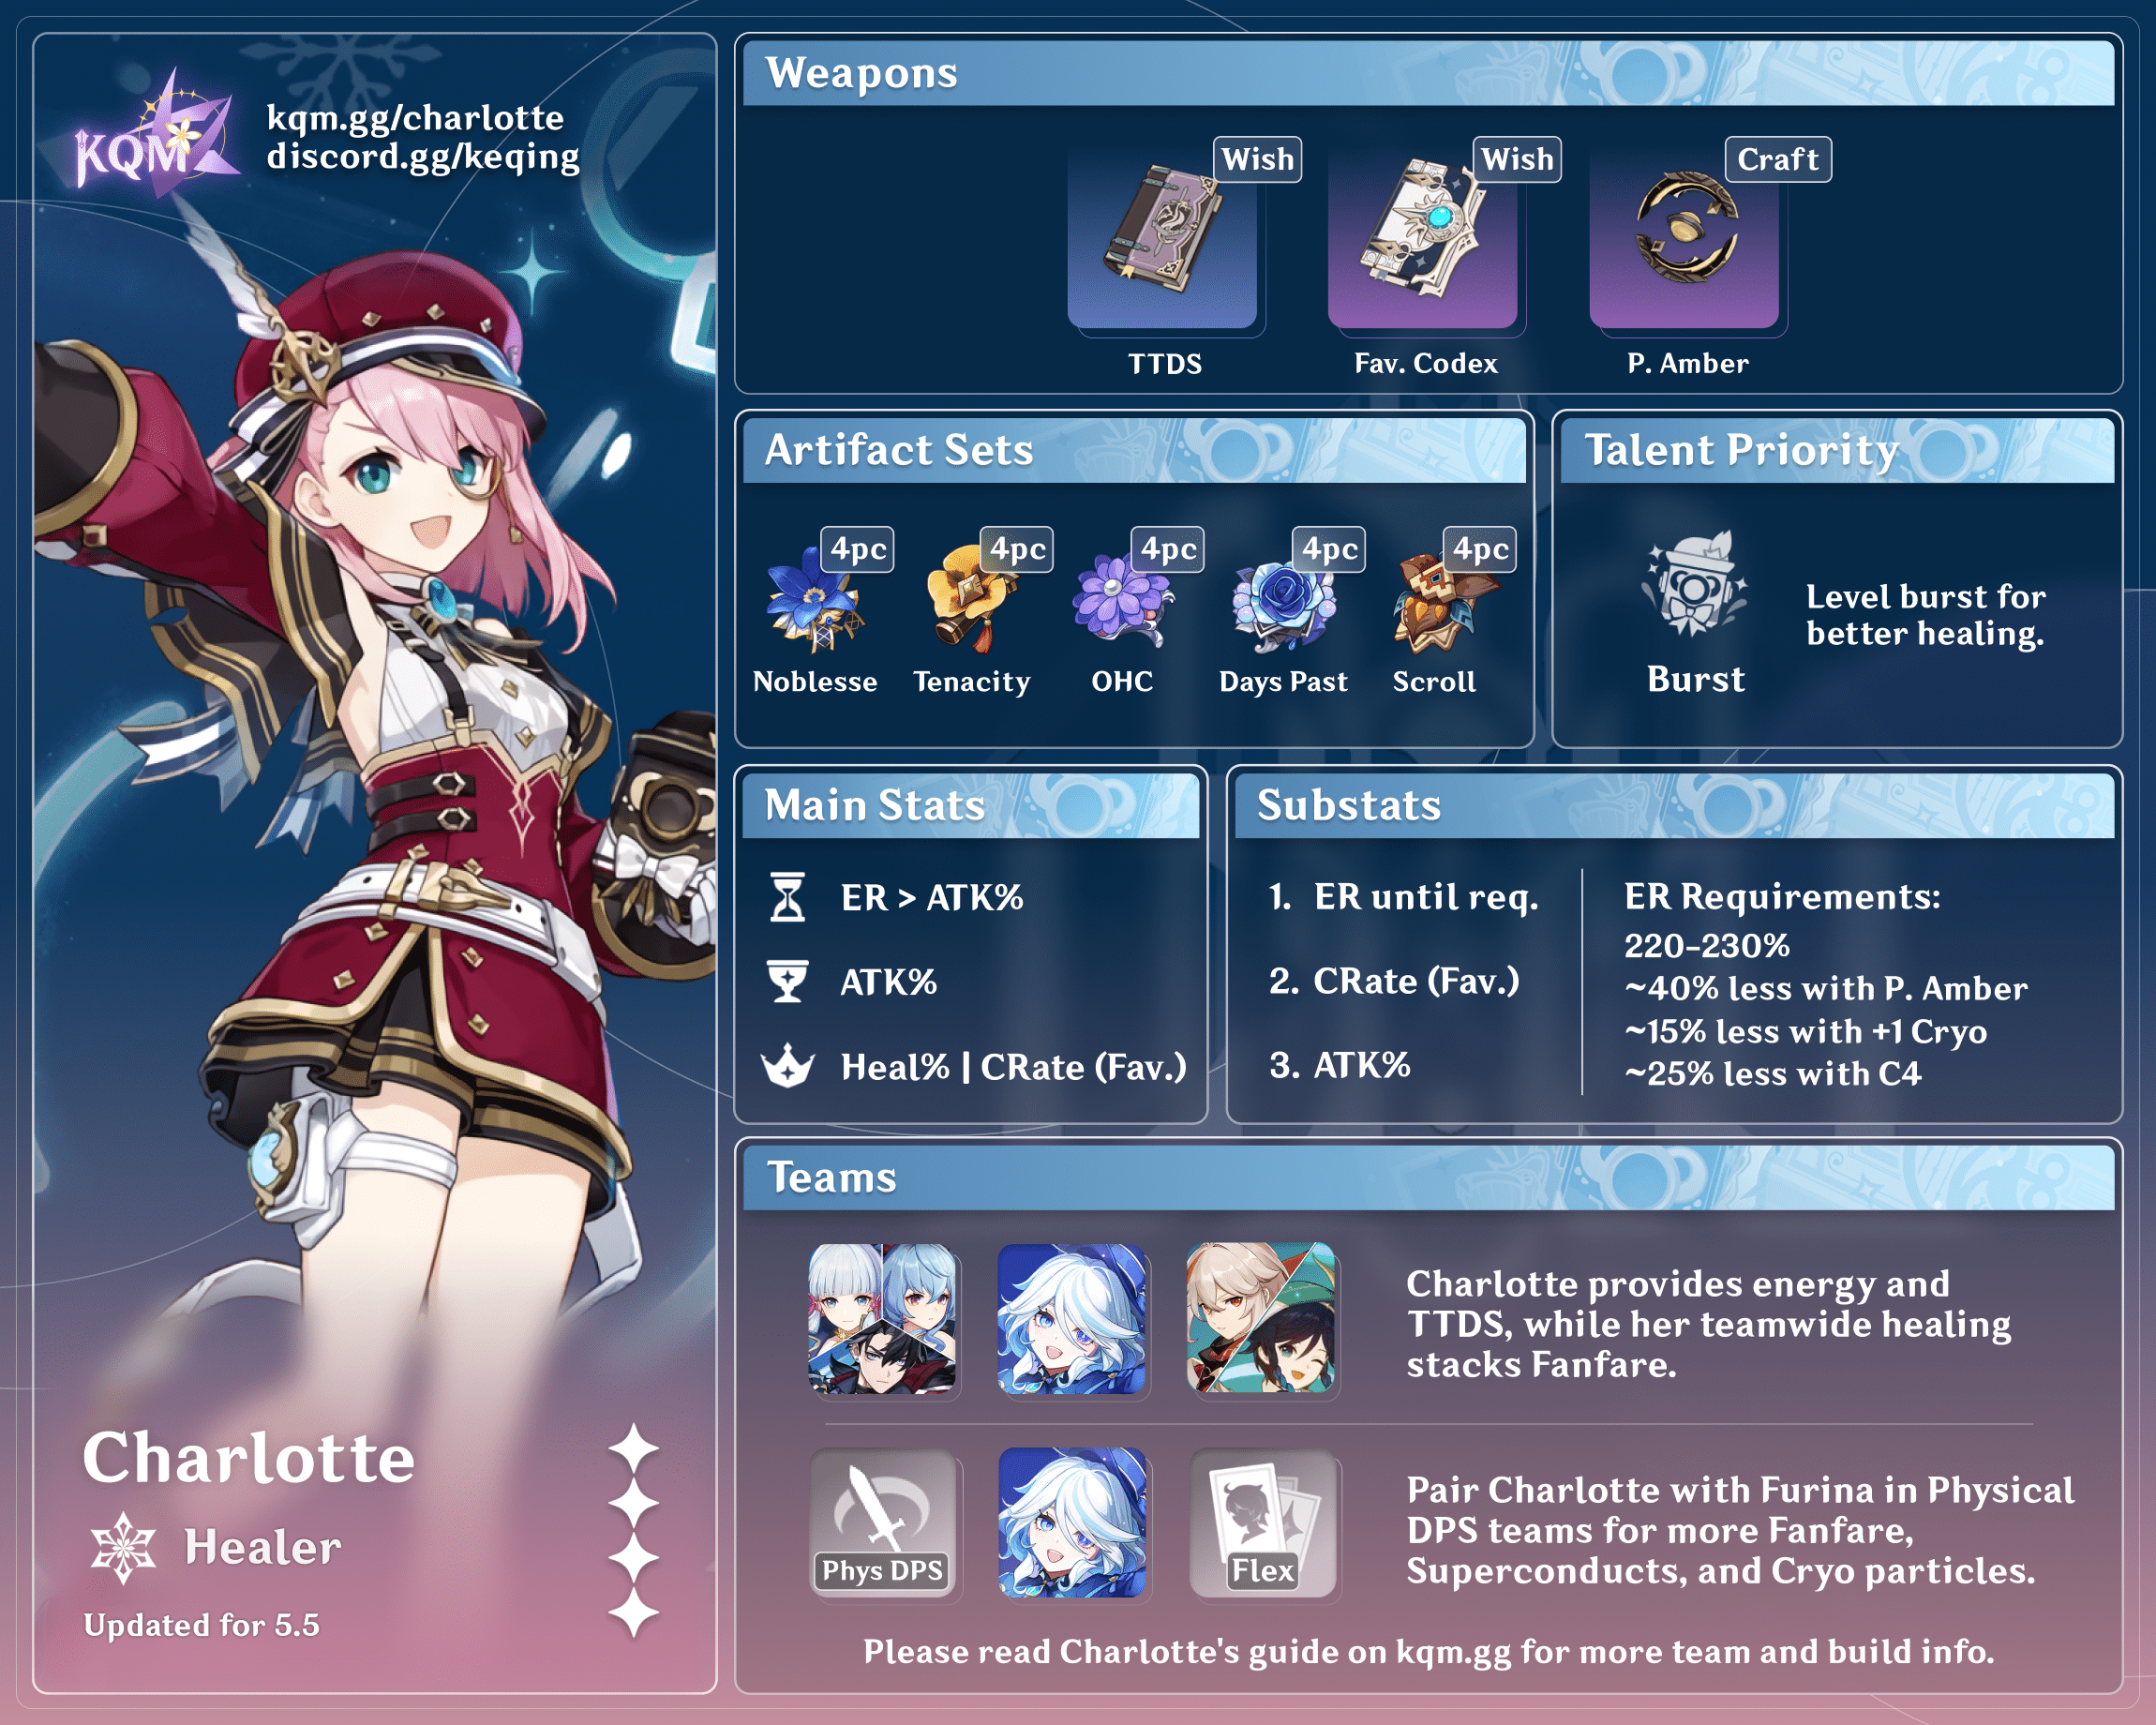 KQM
kqm.gg/charlotte
discord.gg/keqing
Charlotte
Healer
Updated for 5.5
Weapons
Wish
Wish
Craft
TTDS
Fav. Codex
P. Amber
Artifact Sets
4pc
4pc
4pc
4pc
4pc
Noblesse
Tenacity
OHC
Days Past
Scroll
Talent Priority
Level burst for
better healing.
Burst
Main Stats
ER > ATK%
ATK%
Heal% | CRate (Fav.)
Substats
1. ER until req.
2. CRate (Fav.)
3. ATK%
ER Requirements:
220-230%
~40% less with P. Amber
~15% less with +1 Cryo
~25% less with C4
Teams
Charlotte provides energy and
TTDS, while her teamwide healing
stacks Fanfare.
Phys DPS
Flex
Pair Charlotte with Furina in Physical
DPS teams for more Fanfare,
Superconducts, and Cryo particles.
Please read Charlotte's guide on kqm.gg for more team and build info.